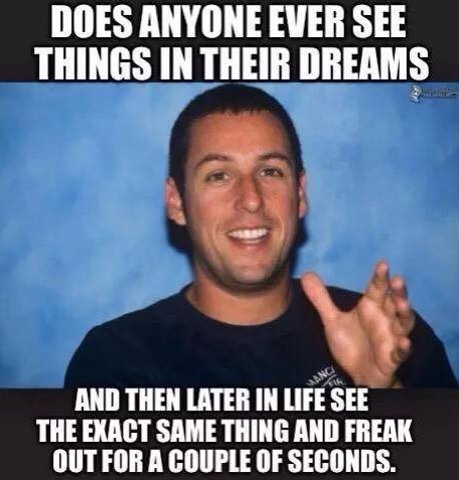 DOES ANYONE EVER SEE
THINGS IN THEIR DREAMS
AND THEN LATER IN LIFE SEE
THE EXACT SAME THING AND FREAK
OUT FOR A COUPLE OF SECONDS.